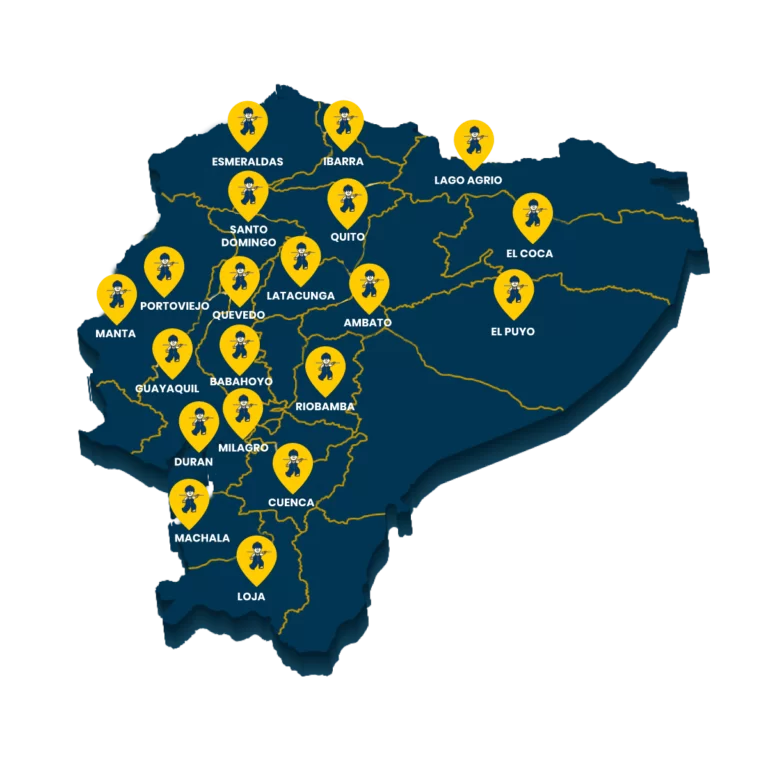 ESMERALDAS
IBARRA
LAGO AGRIO
SANTO
DOMINGO
QUITO
EL COCA
PORTOVIEJO
LATACUNGA
QUEVEDO
AMBATO
MANTA
EL PUYO
GUAYAQUIL
BABAHOYO
RIOBAMBA
MILAGRO
DURAN
CUENCA
MACHALA
LOJA